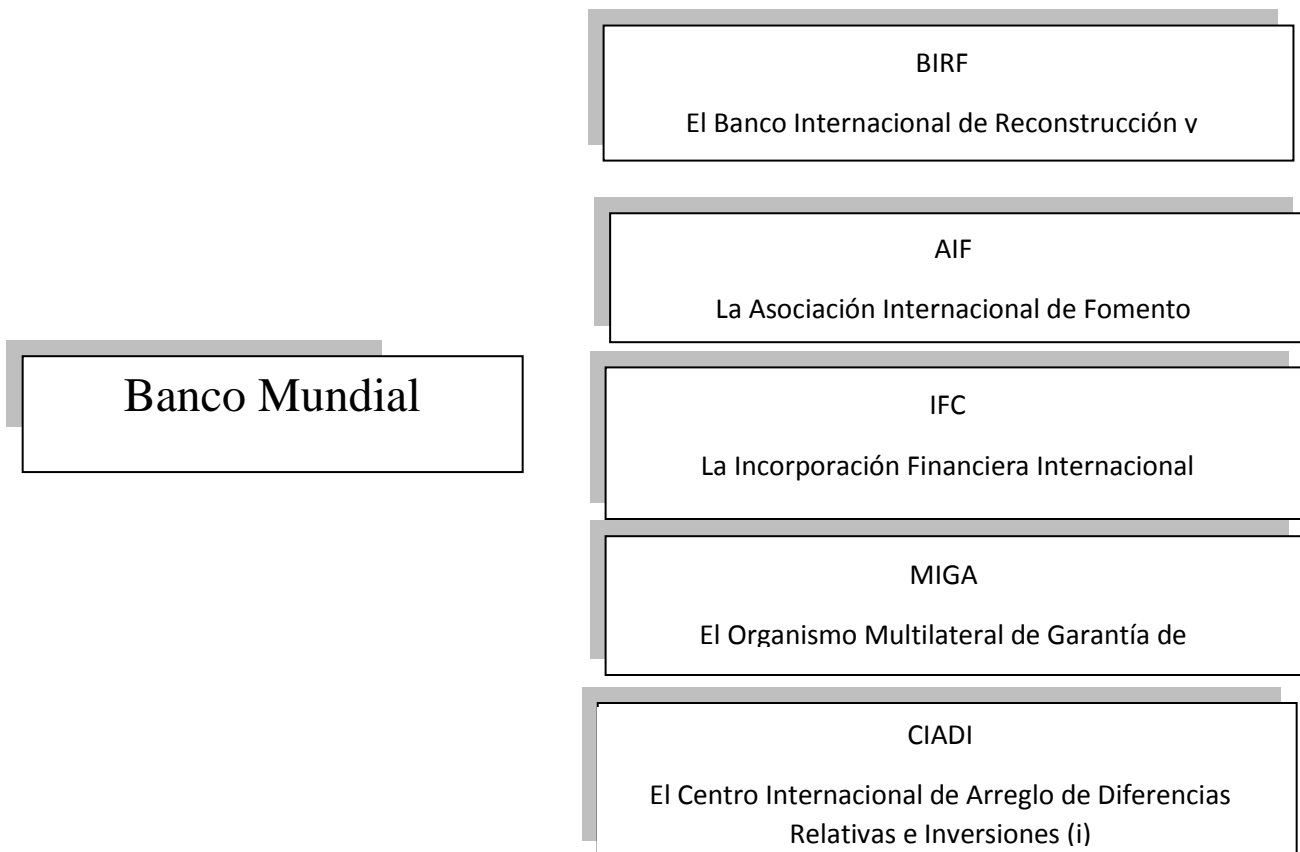 BIRF
El Banco Internacional de Reconstrucción y
AIF
La Asociación Internacional de Fomento
Banco Mundial
IFC
La Incorporación Financiera Internacional
MIGA
El Organismo Multilateral de Garantía de
CIADI
El Centro Internacional de Arreglo de Diferencias
Relativas e Inversiones (i)